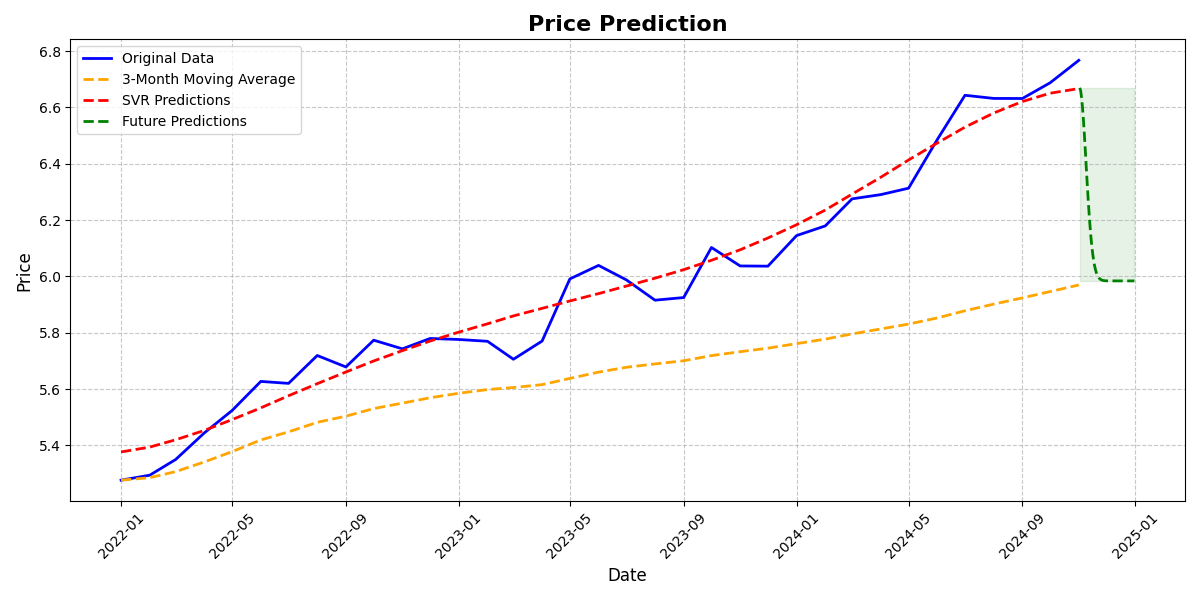 Price Prediction
Original Data
3-Month Moving Average
SVR Predictions
Future Predictions
Price
6.8
6.6
6.4
6.2
6.0
5.8
5.6
5.4
2022-01
2022-05
2022-09
2023-01
2023-05
2023-09
2024-01
2024-05
2024-09
2025-01
Date